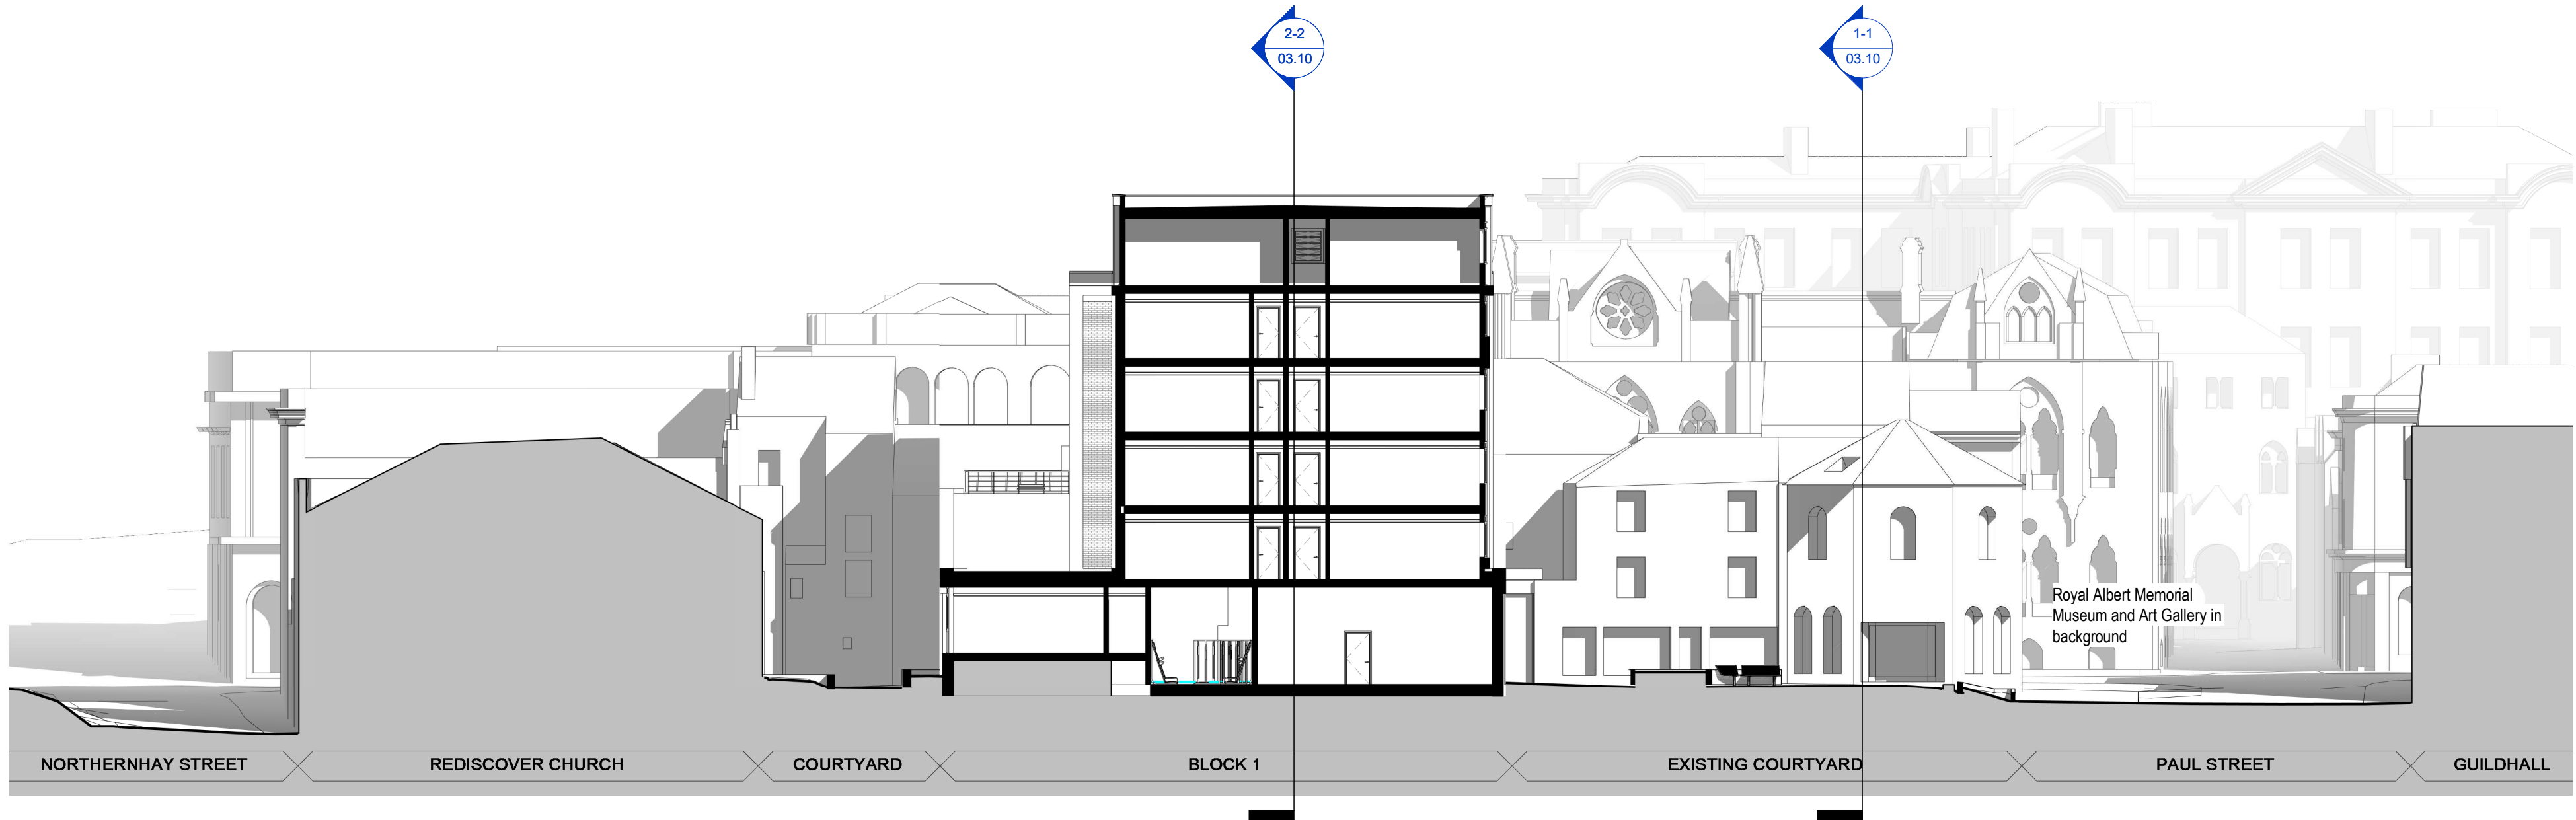 2-2
03.10
1-1
03.10
Royal Albert Memorial
Museum and Art Gallery in
background
NORTHERNHAY STREET
REDISCOVER CHURCH
COURTYARD
BLOCK 1
EXISTING COURTYARD
PAUL STREET
GUILDHALL